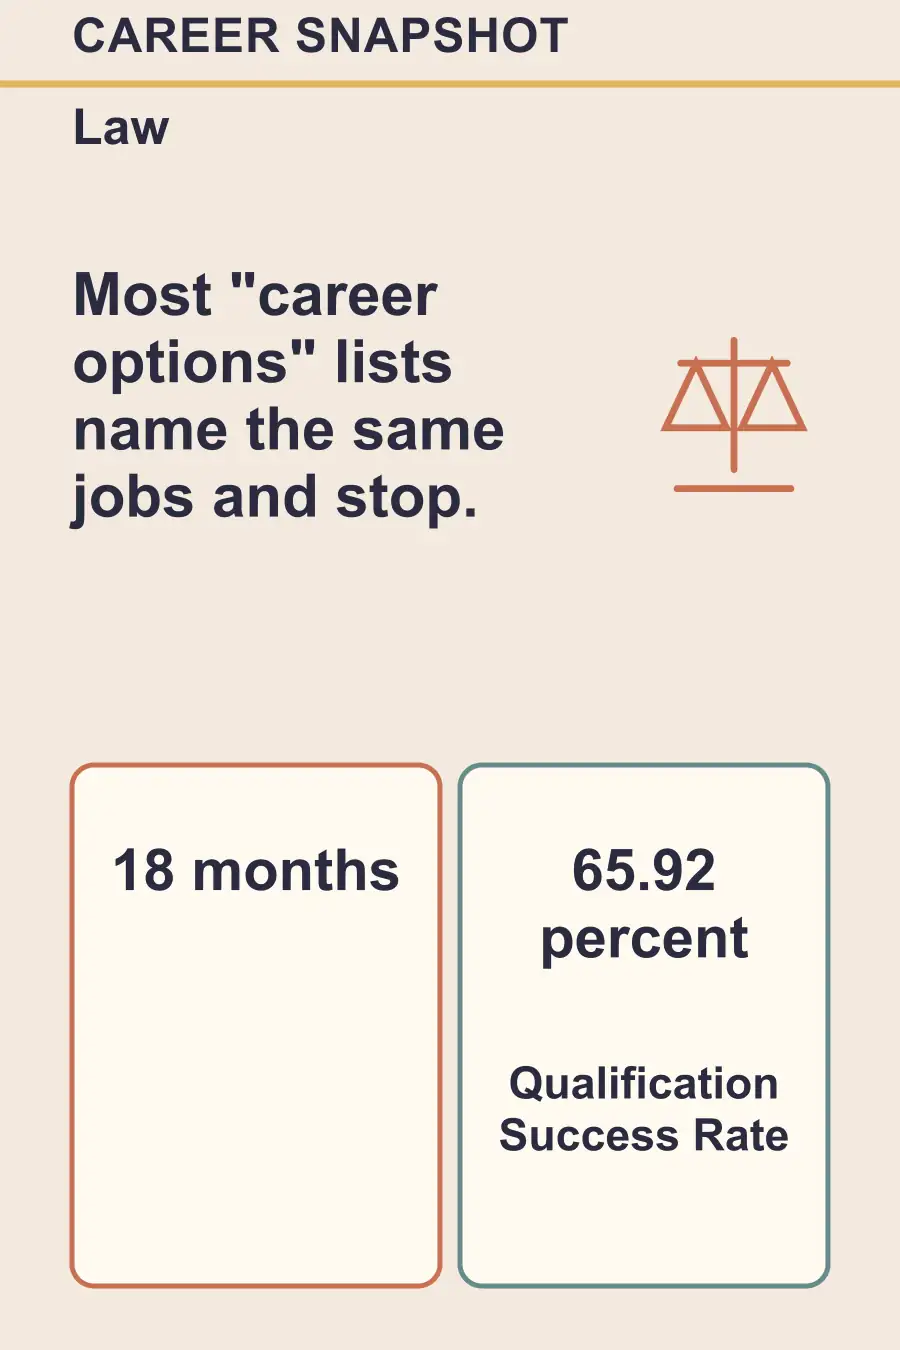 CAREER SNAPSHOT
Law
Most "career
options" lists
name the same
jobs and stop.
18 months
65.92
percent
Qualification
Success Rate